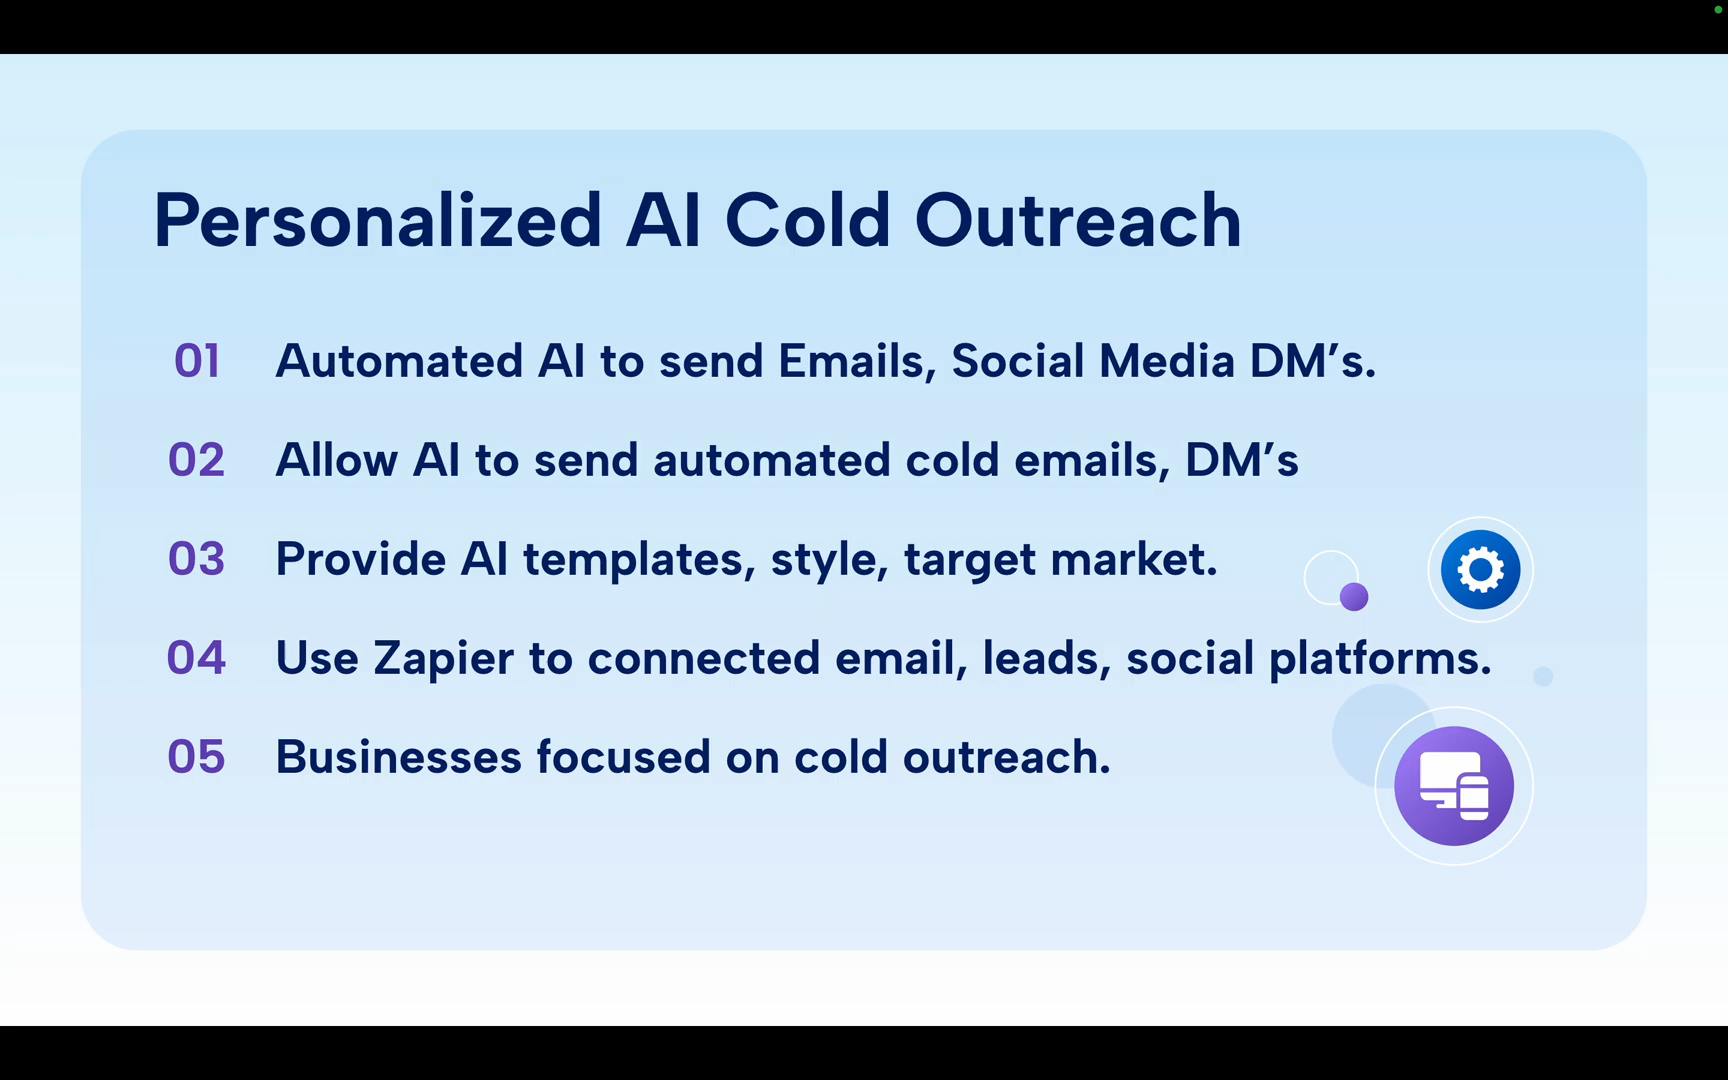 Personalized AI Cold Outreach
01 Automated AI to send Emails, Social Media DM’s.
02 Allow AI to send automated cold emails, DM’s
03 Provide AI templates, style, target market.
04 Use Zapier to connected email, leads, social platforms.
05 Businesses focused on cold outreach.